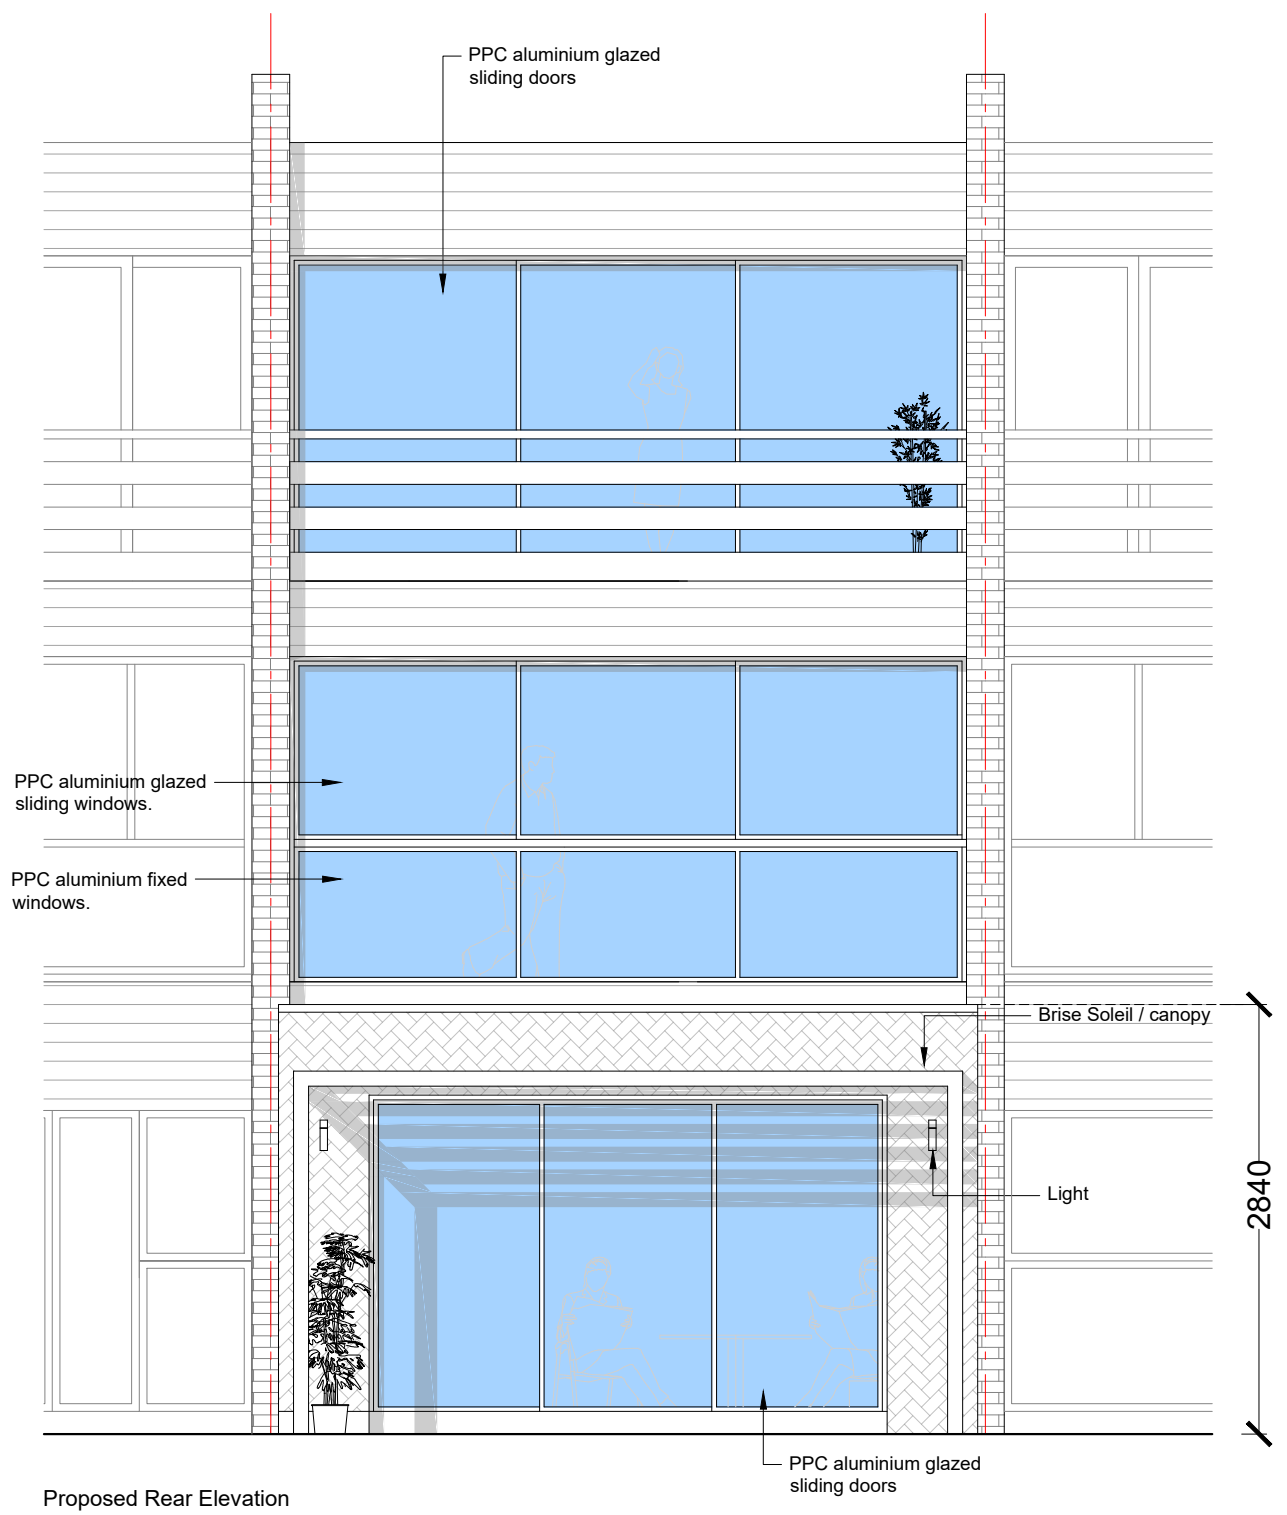 PPC aluminium glazed
sliding doors
PPC aluminium glazed
sliding windows.
PPC aluminium fixed
windows.
Brise Soleil / canopy
2840
Light
PPC aluminium glazed
sliding doors
Proposed Rear Elevation